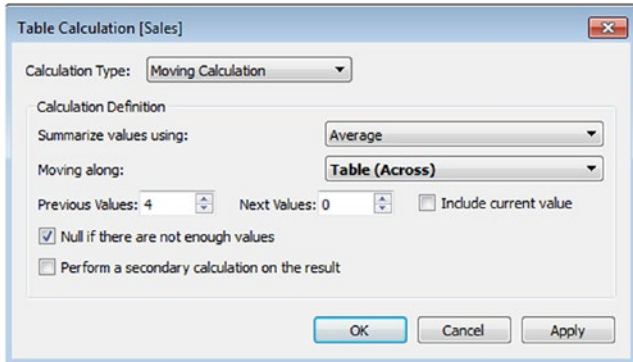 Table Calculation [Sales]
Calculation Type: Moving Calculation
Calculation Definition
Summarize values using: Average
Moving along: Table (Across)
Previous Values: 4 Next Values: 0 Include current value
Null if there are not enough values
Perform a secondary calculation on the result
OK Cancel Apply